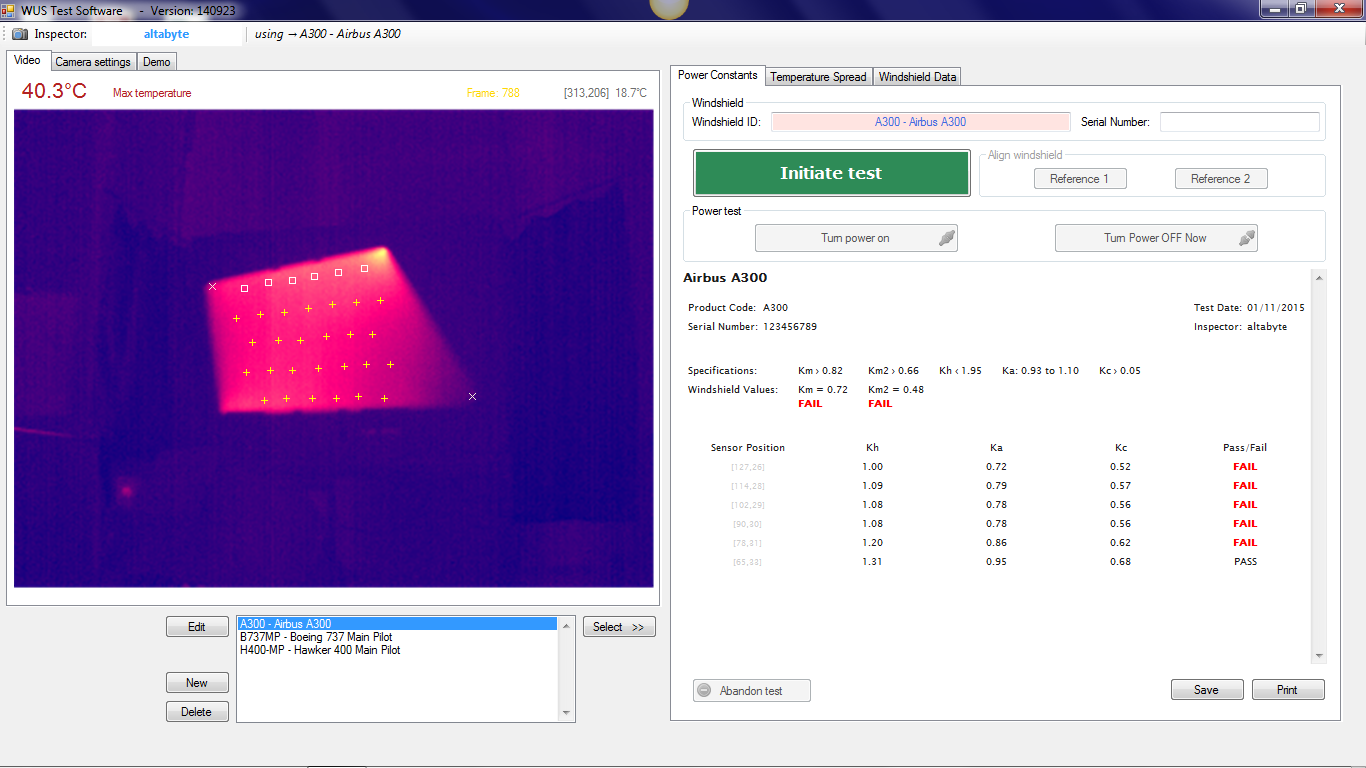 WUS Test Software - Version: 140923
Inspector: altabyte using → A300 - Airbus A300
Video Camera settings Demo
40.3°C Max temperature Frame: 788 [313,206] 18.7°C
Edit
New
Delete
A300 - Airbus A300
B737MP - Boeing 737 Main Pilot
H400-MP - Hawker 400 Main Pilot
Select >>
Power Constants Temperature Spread Windshield Data
Windshield
Windshield ID: A300 - Airbus A300 Serial Number:
Initiate test
Align windshield
Reference 1 Reference 2
Power test
Turn power on Turn Power OFF Now
Airbus A300
Product Code: A300 Test Date: 01/11/2015
Serial Number: 123456789 Inspector: altabyte
Specifications: Km > 0.82 Km2 > 0.66 Kh < 1.95 Ka: 0.93 to 1.10 Kc > 0.05
Windshield Values: Km = 0.72 Km2 = 0.48
FAIL FAIL
Sensor Position Kh Ka Kc Pass/Fail
[127,26] 1.00 0.72 0.52 FAIL
[114,28] 1.09 0.79 0.57 FAIL
[102,29] 1.08 0.78 0.56 FAIL
[90,30] 1.08 0.78 0.56 FAIL
[78,31] 1.20 0.86 0.62 FAIL
[65,33] 1.31 0.95 0.68 PASS
Abandon test Save Print